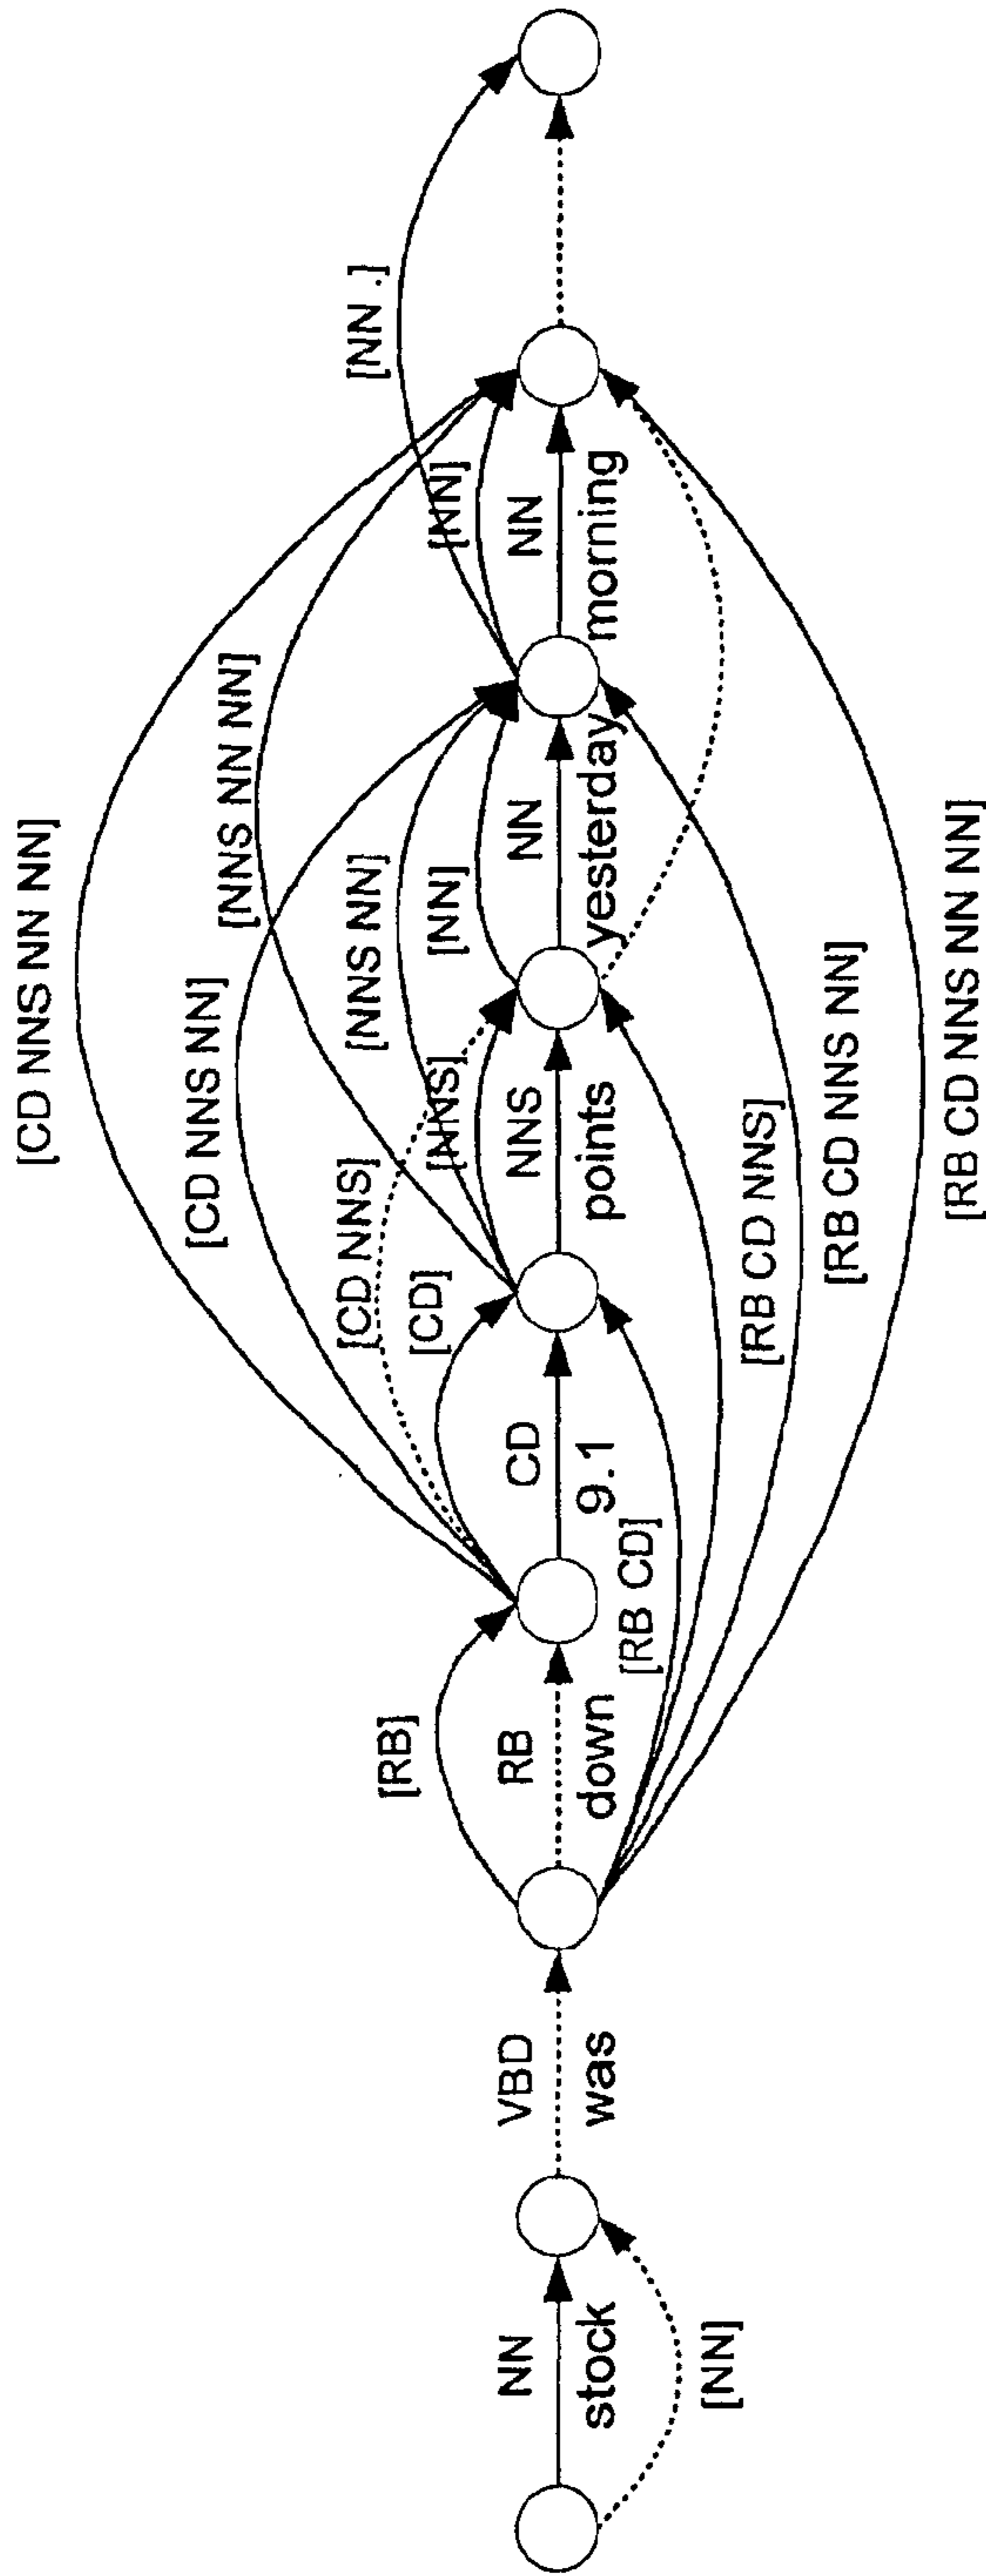 [CD NNS NN NN]
[NNS NN NN]
[CD NNS NN]
[NN .]
[NNS NN]
[CD NNS]
[RB]
[CD]
[NNS]
[NN]
[NN]
NN
VBD
RB
CD
NNS
NN
NN
stock
was
down
9.1
points
yesterday
morning
[NN]
[RB CD]
[RB CD NNS]
[RB CD NNS NN]
[RB CD NNS NN NN]